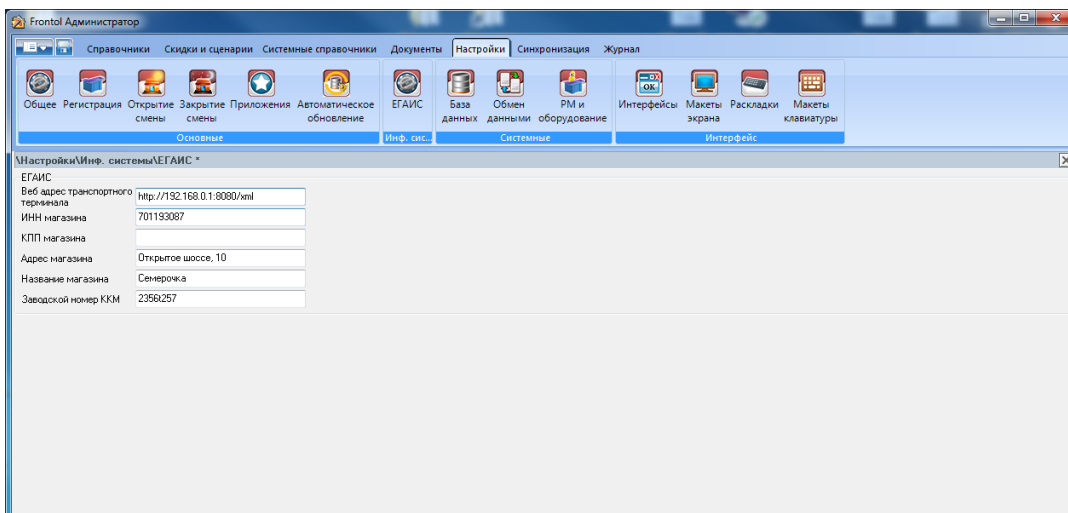 Frontol Администратор
Справочники Скидки и сценарии Системные справочники Документы Настройки Синхронизация Журнал
Общее Регистрация Открытие смены Закрытие смены Приложения Автоматическое обновление ЕГАИС База данных Обмен данными РМ и оборудование Интерфейсы Макеты экрана Раскладки Макеты клавиатуры
Основные Инф. сис... Системные Интерфейс
\Настройки\Инф. системы\ЕГАИС *
ЕГАИС
Веб адрес транспортного терминала http://192.168.0.1:8080/xml
ИНН магазина 701193087
КПП магазина
Адрес магазина Открытое шоссе, 10
Название магазина Семерочка
Заводской номер ККМ 2356t257